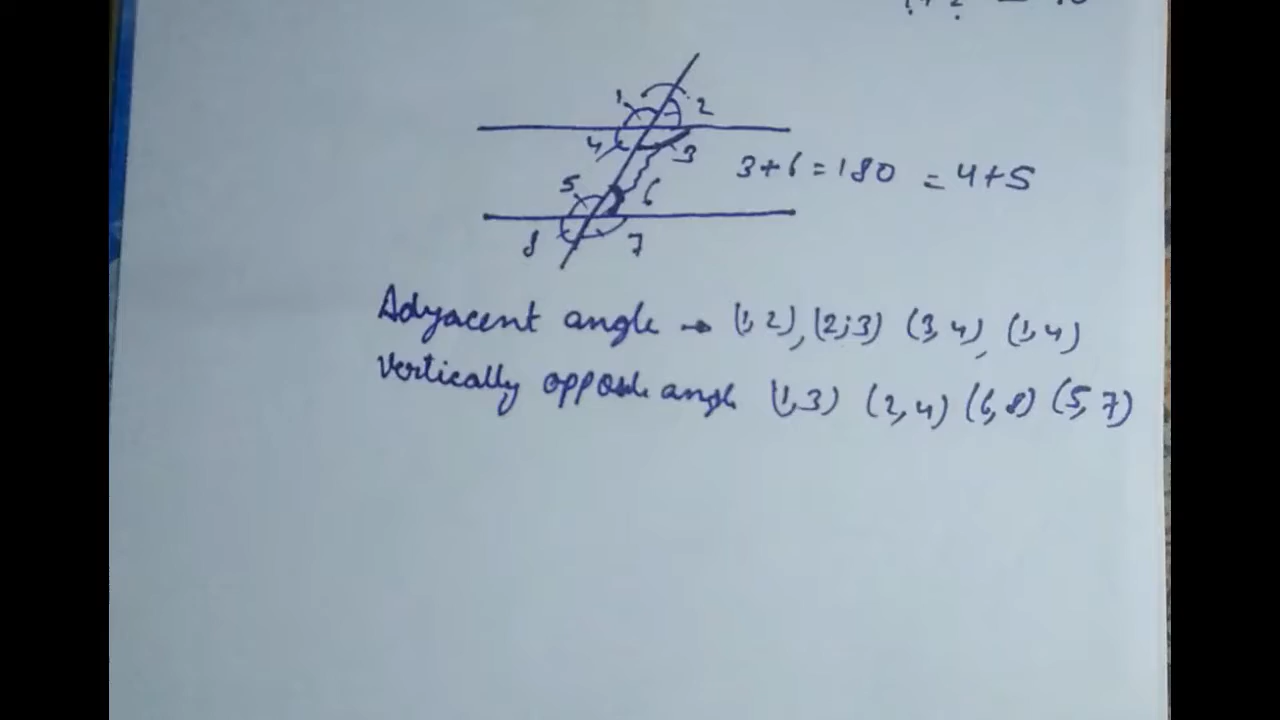 1 2
4 3
3+6=180 = 4+5
5 6
8 7
Adyacent angle → (1,2), (2,3) (3,4), (1,4)
Vertically opposite angle (1,3) (2,4) (6,8) (5,7)